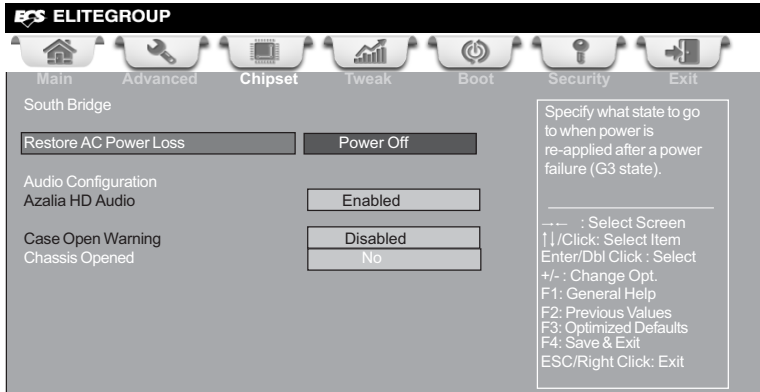 ECS ELITEGROUP
Main Advanced Chipset Tweak Boot Security Exit
South Bridge
Restore AC Power Loss Power Off
Audio Configuration
Azalia HD Audio Enabled
Case Open Warning Disabled
Chassis Opened No
Specify what state to go
to when power is
re-applied after a power
failure (G3 state).
→← : Select Screen
↑↓/Click: Select Item
Enter/Dbl Click : Select
+/- : Change Opt.
F1: General Help
F2: Previous Values
F3: Optimized Defaults
F4: Save & Exit
ESC/Right Click: Exit